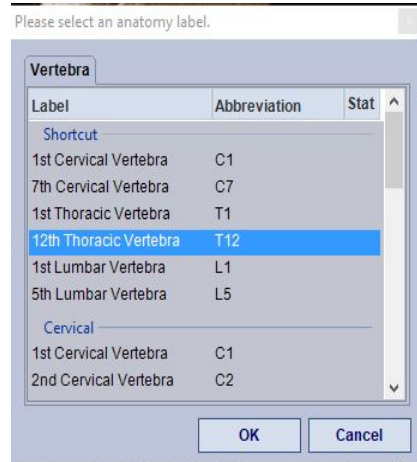 Please select an anatomy label.
Vertebra
Label Abbreviation Stat
Shortcut
1st Cervical Vertebra C1
7th Cervical Vertebra C7
1st Thoracic Vertebra T1
12th Thoracic Vertebra T12
1st Lumbar Vertebra L1
5th Lumbar Vertebra L5
Cervical
1st Cervical Vertebra C1
2nd Cervical Vertebra C2
OK Cancel